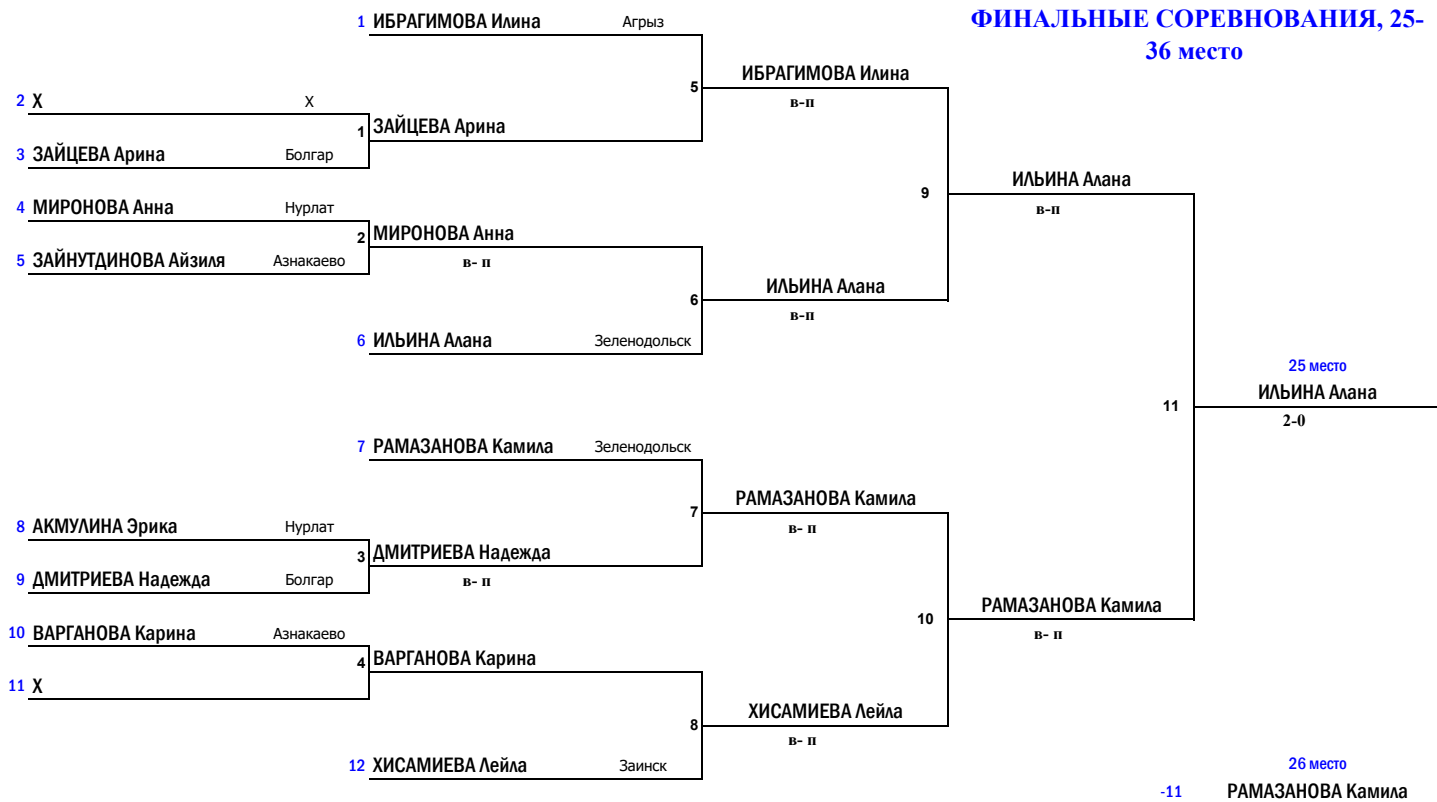 1 ИБРАГИМОВА Илина Агрыз
ФИНАЛЬНЫЕ СОРЕВНОВАНИЯ, 25-
36 место
ИБРАГИМОВА Илина
5
в-п
2 Х Х
1 ЗАЙЦЕВА Арина
3 ЗАЙЦЕВА Арина Болгар
ИЛЬИНА Алана
9
в-п
4 МИРОНОВА Анна Нурлат
2 МИРОНОВА Анна
в- п
5 ЗАЙНУТДИНОВА Айзиля Азнакаево
ИЛЬИНА Алана
6
в-п
6 ИЛЬИНА Алана Зеленодольск
25 место
ИЛЬИНА Алана
11
2-0
7 РАМАЗАНОВА Камила Зеленодольск
РАМАЗАНОВА Камила
7
в- п
8 АКМУЛИНА Эрика Нурлат
3 ДМИТРИЕВА Надежда
в- п
9 ДМИТРИЕВА Надежда Болгар
РАМАЗАНОВА Камила
10
в- п
10 ВАРГАНОВА Карина Азнакаево
4 ВАРГАНОВА Карина
11 Х
ХИСАМИЕВА Лейла
8
в- п
12 ХИСАМИЕВА Лейла Заинск
26 место
-11 РАМАЗАНОВА Камила